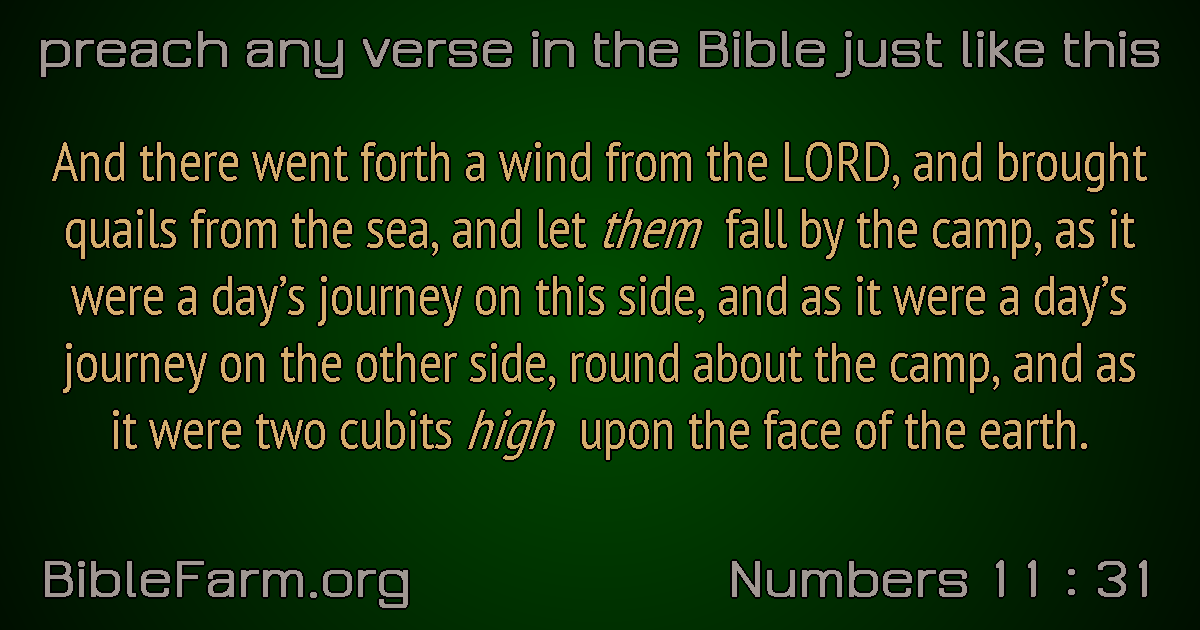 preach any verse in the Bible just like this
And there went forth a wind from the LORD, and brought
quails from the sea, and let them fall by the camp, as it
were a day’s journey on this side, and as it were a day’s
journey on the other side, round about the camp, and as
it were two cubits high upon the face of the earth.
BibleFarm.org
Numbers 11 : 31